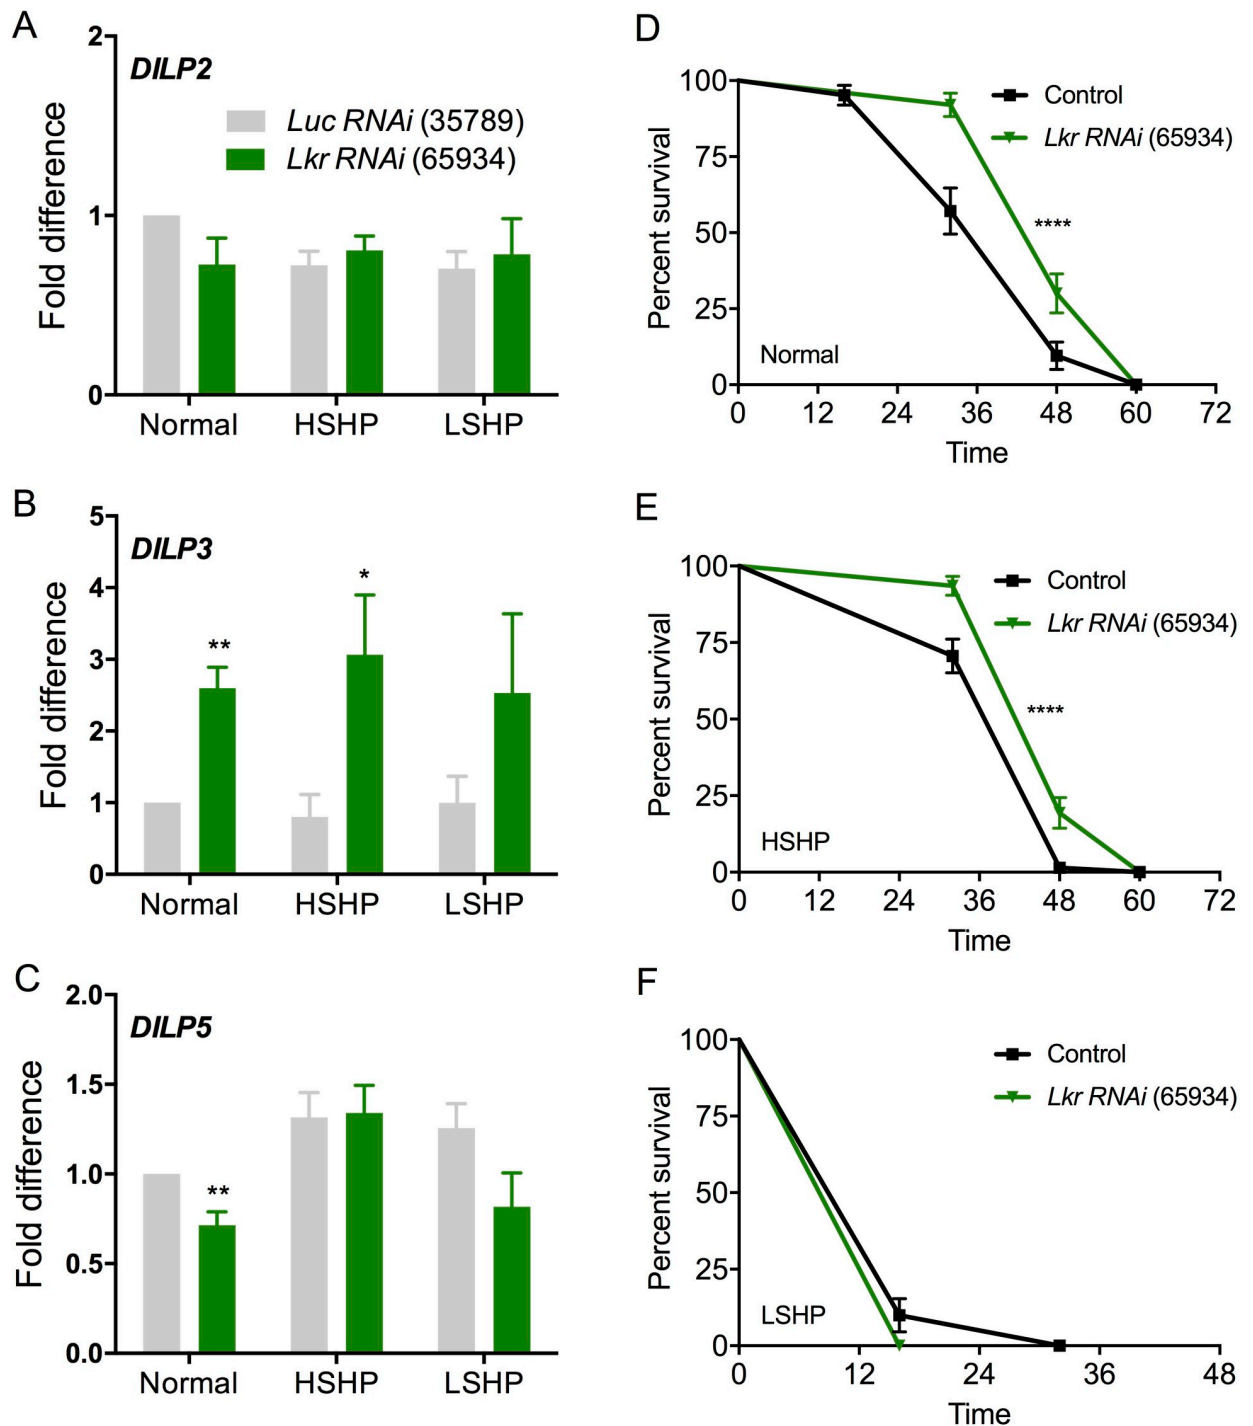 A
DILP2
Luc RNAi (35789)
Lkr RNAi (65934)
Fold difference
2
1
0
Normal HSHP LSHP
B
DILP3
Fold difference
5
4
3
2
1
0
** *
Normal HSHP LSHP
C
DILP5
Fold difference
2.0
1.5
1.0
0.5
0.0
**
Normal HSHP LSHP
D
Percent survival
100
75
50
25
0
Control
Lkr RNAi (65934)
****
Normal
0 12 24 36 48 60 72
Time
E
Percent survival
100
75
50
25
0
Control
Lkr RNAi (65934)
****
HSHP
0 12 24 36 48 60 72
Time
F
Percent survival
100
75
50
25
0
Control
Lkr RNAi (65934)
LSHP
0 12 24 36 48
Time